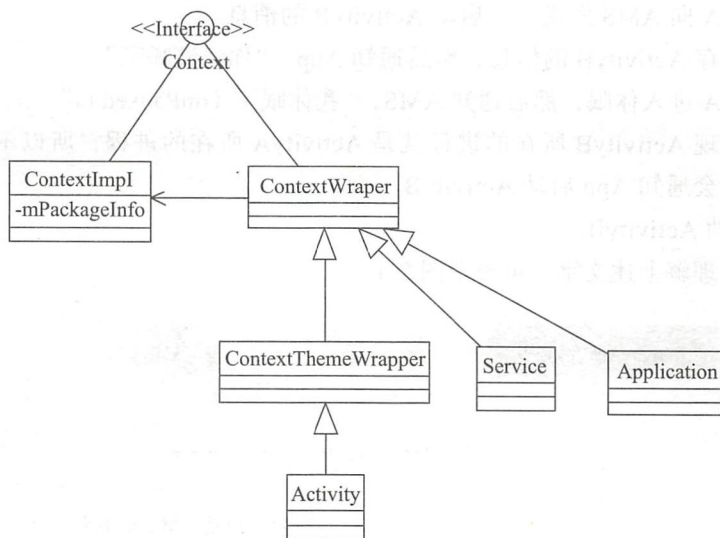 <<Interface>>
Context
ContextImpI
-mPackageInfo
ContextWraper
ContextThemeWrapper
Service
Application
Activity